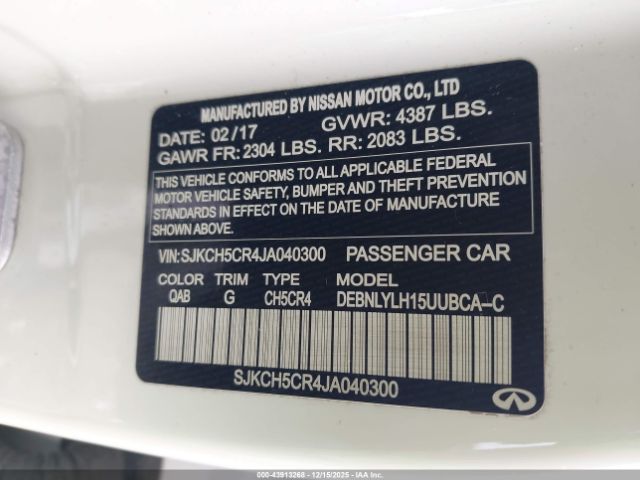 MANUFACTURED BY NISSAN MOTOR CO., LTD
DATE: 02/17 GVWR: 4387 LBS.
GAWR FR: 2304 LBS. RR: 2083 LBS.
THIS VEHICLE CONFORMS TO ALL APPLICABLE FEDERAL
MOTOR VEHICLE SAFETY, BUMPER AND THEFT PREVENTION
STANDARDS IN EFFECT ON THE DATE OF MANUFACTURE
SHOWN ABOVE.
VIN: SJKCH5CR4JA040300 PASSENGER CAR
COLOR TRIM TYPE MODEL
QAB G CH5CR4 DEBNLYLH15UUBCA-C
SJKCH5CR4JA040300
000-43913268 - 12/15/2025 - IAAI.COM